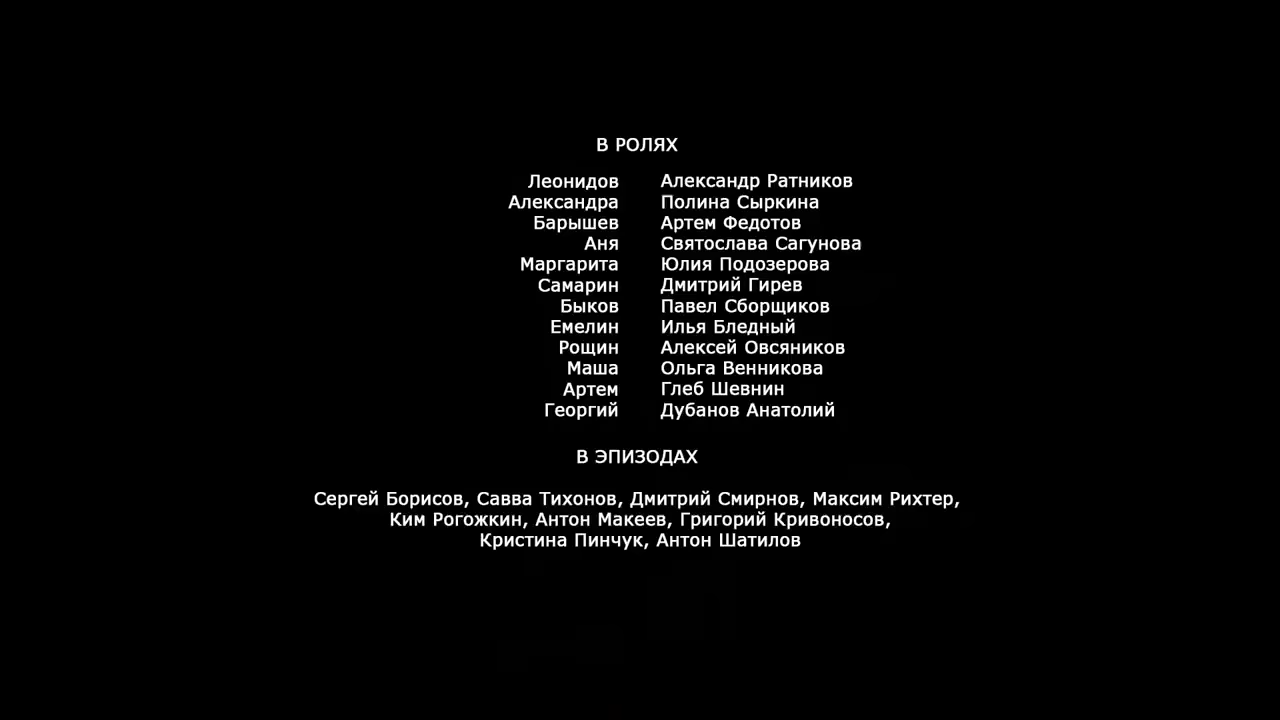 В РОЛЯХ
Леонидов Александр Ратников
Александра Полина Сыркина
Барышев Артем Федотов
Аня Святослава Сагунова
Маргарита Юлия Подозерова
Самарин Дмитрий Гирев
Быков Павел Сборщиков
Емелин Илья Бледный
Рощин Алексей Овсяников
Маша Ольга Венникова
Артем Глеб Шевнин
Георгий Дубанов Анатолий
В ЭПИЗОДАХ
Сергей Борисов, Савва Тихонов, Дмитрий Смирнов, Максим Рихтер,
Ким Рогожкин, Антон Макеев, Григорий Кривоносов,
Кристина Пинчук, Антон Шатилов